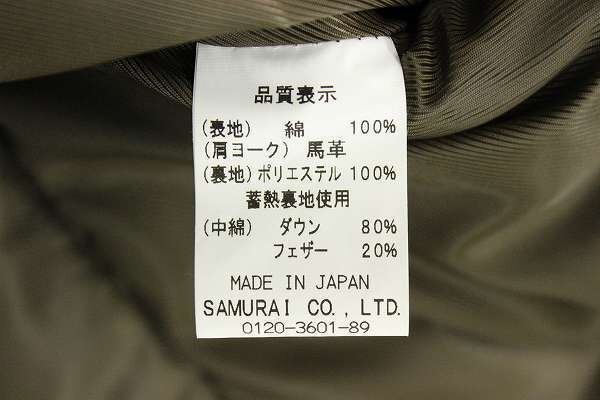 品質表示
(表地) 綿 100%
(肩ヨーク) 馬革
(裏地) ポリエステル 100%
蓄熱裏地使用
(中綿) ダウン 80%
フェザー 20%
MADE IN JAPAN
SAMURAI CO., LTD.
0120-3601-89